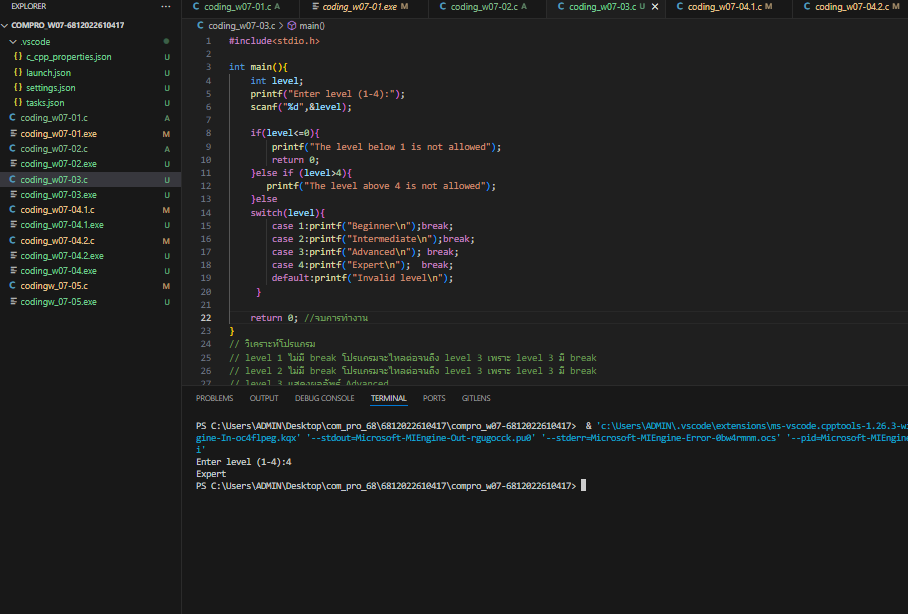 EXPLORER
COMPRO_W07-6812022610417
.vscode
c_cpp_properties.json U
launch.json U
settings.json U
tasks.json U
coding_w07-01.c A
coding_w07-01.exe M
coding_w07-02.c A
coding_w07-02.exe U
coding_w07-03.c U
coding_w07-03.exe U
coding_w07-04.1.c M
coding_w07-04.1.exe U
coding_w07-04.2.c M
coding_w07-04.2.exe U
coding_w07-04.exe U
codingw_07-05.c M
codingw_07-05.exe U
coding_w07-01.c A coding_w07-01.exe M coding_w07-02.c A coding_w07-03.c U coding_w07-04.1.c M coding_w07-04.2.c M
coding_w07-03.c > main()
1 #include<stdio.h>
2
3 int main(){
4 int level;
5 printf("Enter level (1-4):");
6 scanf("%d",&level);
7
8 if(level<=0){
9 printf("The level below 1 is not allowed");
10 return 0;
11 }else if (level>4){
12 printf("The level above 4 is not allowed");
13 }else
14 switch(level){
15 case 1:printf("Beginner\n");break;
16 case 2:printf("Intermediate\n");break;
17 case 3:printf("Advanced\n"); break;
18 case 4:printf("Expert\n"); break;
19 default:printf("Invalid level\n");
20 }
21
22 return 0; //จบการทำงาน
23 }
24 // วิเคราะห์โปรแกรม
25 // level 1 ไม่มี break โปรแกรมจะไหลต่อจนถึง level 3 เพราะ level 3 มี break
26 // level 2 ไม่มี break โปรแกรมจะไหลต่อจนถึง level 3 เพราะ level 3 มี break
27 // level 3 แสดงผลลัพธ์ Advanced
PROBLEMS OUTPUT DEBUG CONSOLE TERMINAL PORTS GITLENS
PS C:\Users\ADMIN\Desktop\com_pro_68\6812022610417\compro_w07-6812022610417> & 'c:\Users\ADMIN\.vscode\extensions\ms-vscode.cpptools-1.26.3-wi
gine-In-oc4flpeg.kqx' '--stdout=Microsoft-MIEngine-Out-rgugocck.pu0' '--stderr=Microsoft-MIEngine-Error-0bw4rmnm.ocs' '--pid=Microsoft-MIEngine
i'
Enter level (1-4):4
Expert
PS C:\Users\ADMIN\Desktop\com_pro_68\6812022610417\compro_w07-6812022610417>